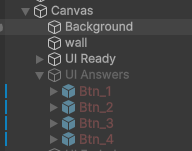 Canvas
Background
wall
UI Ready
UI Answers
Btn_1
Btn_2
Btn_3
Btn_4